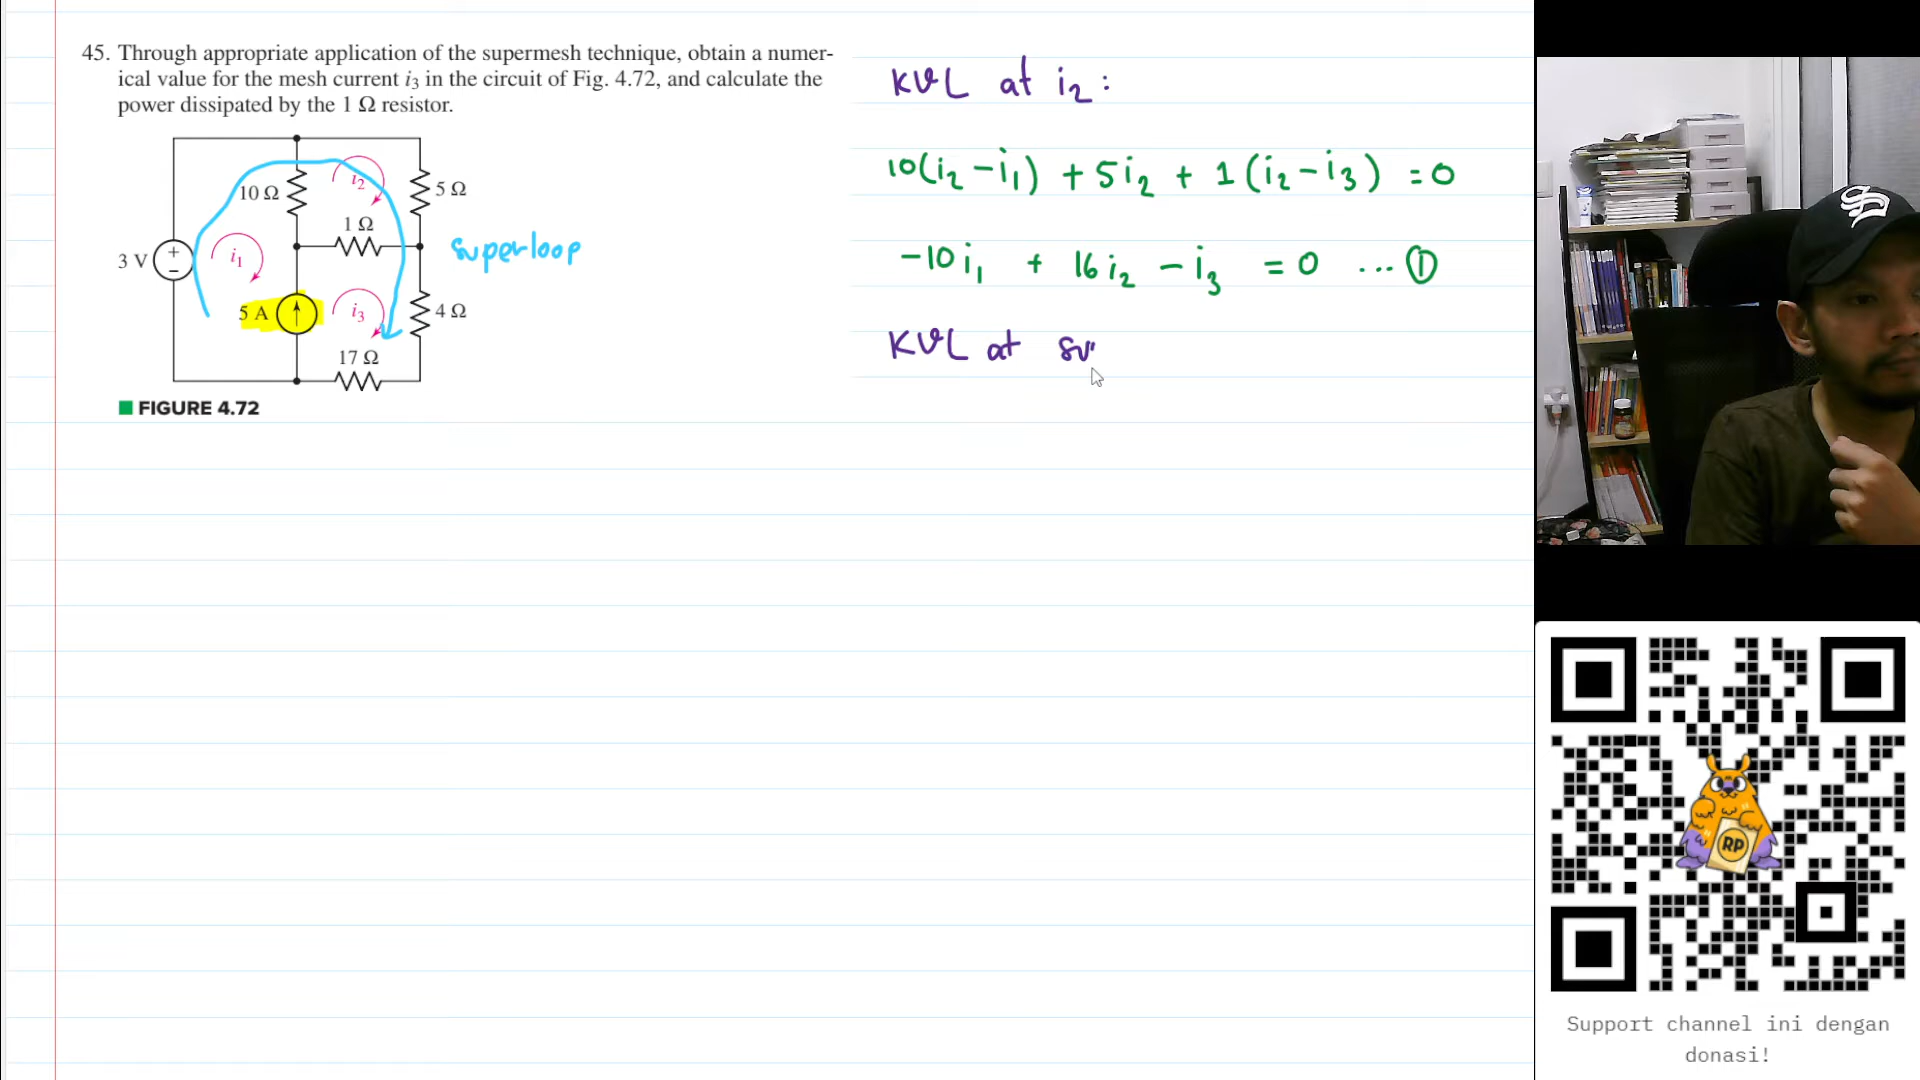 45. Through appropriate application of the supermesh technique, obtain a numer-
ical value for the mesh current i₃ in the circuit of Fig. 4.72, and calculate the
power dissipated by the 1 Ω resistor.
10 Ω
i₂
5 Ω
1 Ω
3 V
+
−
i₁
superloop
5 A
i₃
4 Ω
17 Ω
FIGURE 4.72
KVL at i₂ :
10(i₂ − i₁) + 5i₂ + 1(i₂ − i₃) = 0
−10i₁ + 16i₂ − i₃ = 0 ... ①
KVL at su
RP
Support channel ini dengan
donasi!